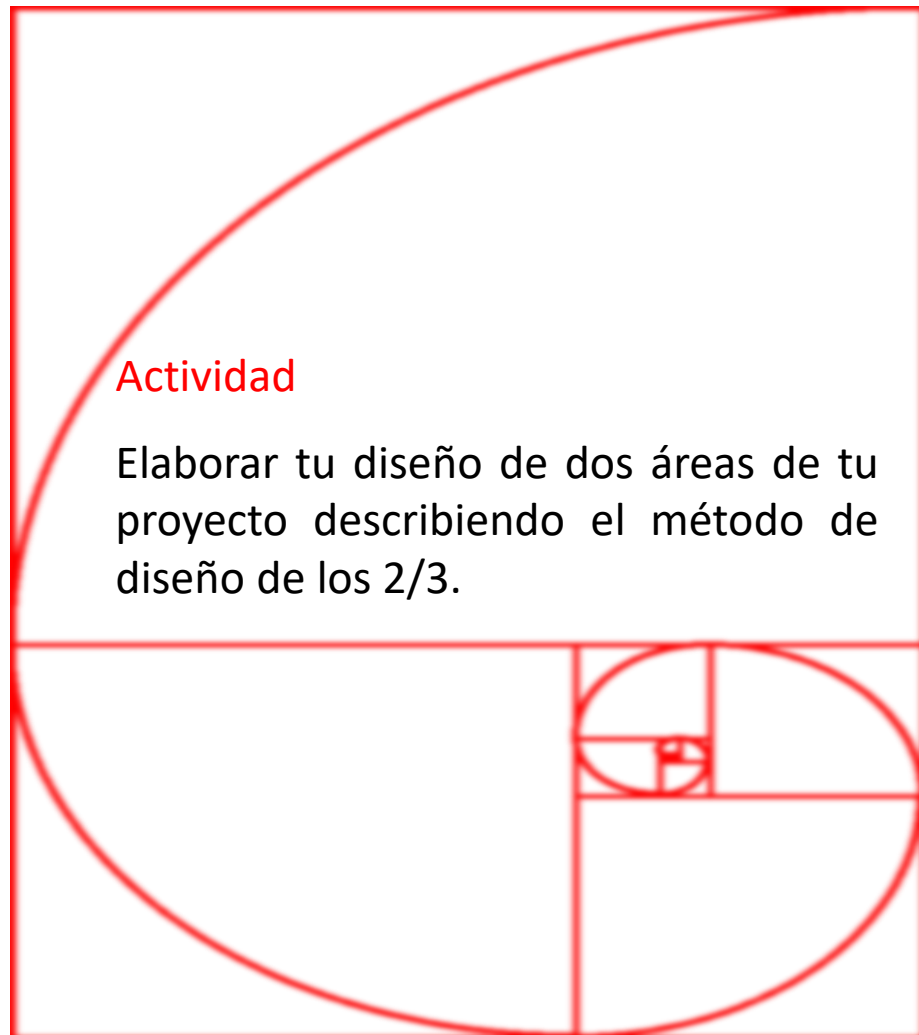 Actividad
Elaborar tu diseño de dos áreas de tu
proyecto describiendo el método de
diseño de los 2/3.